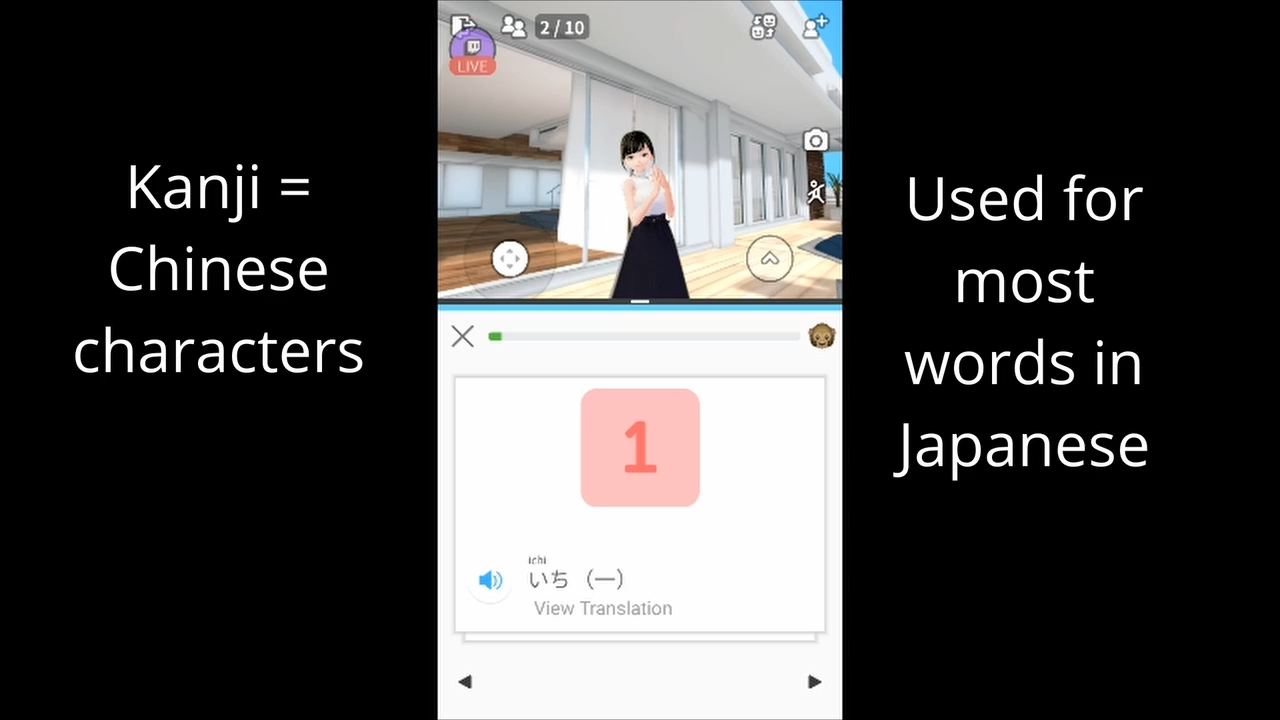 Kanji =
Chinese
characters
2 / 10
LIVE
1
ichi
いち （一）
View Translation
Used for
most
words in
Japanese